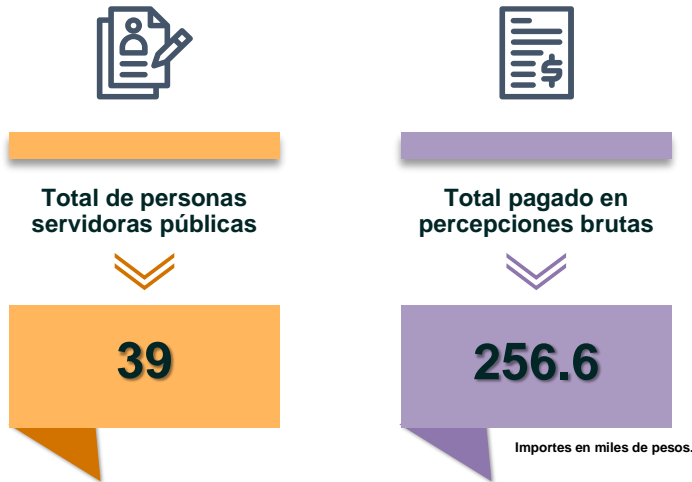 Total de personas
servidoras públicas
39
Total pagado en
percepciones brutas
256.6
Importes en miles de pesos.